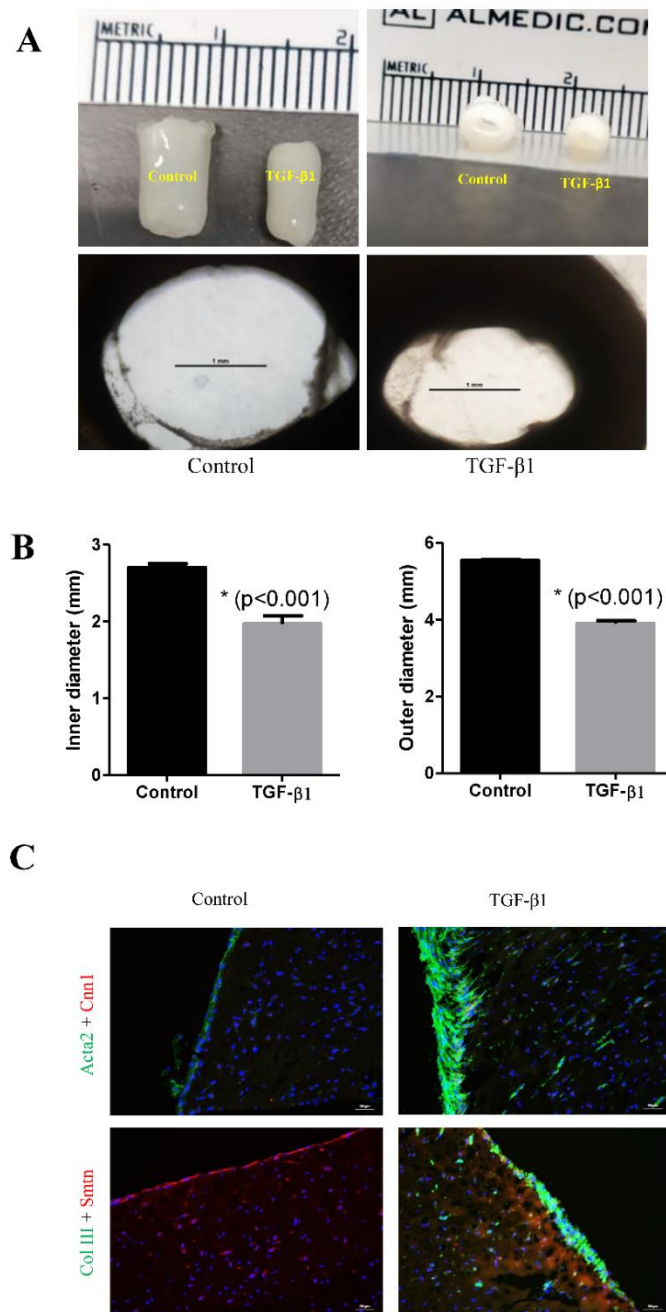 A
METRIC 1 2
Control
TGF-β1
AL ALMEDIC.CO
METRIC 1 2
Control
TGF-β1
1 mm
1 mm
Control
TGF-β1
B
Inner diameter (mm)
3
2
1
0
* (p<0.001)
Control
TGF-β1
Outer diameter (mm)
6
4
2
0
* (p<0.001)
Control
TGF-β1
C
Control
TGF-β1
Acta2 + Cnn1
Col III + Smtn